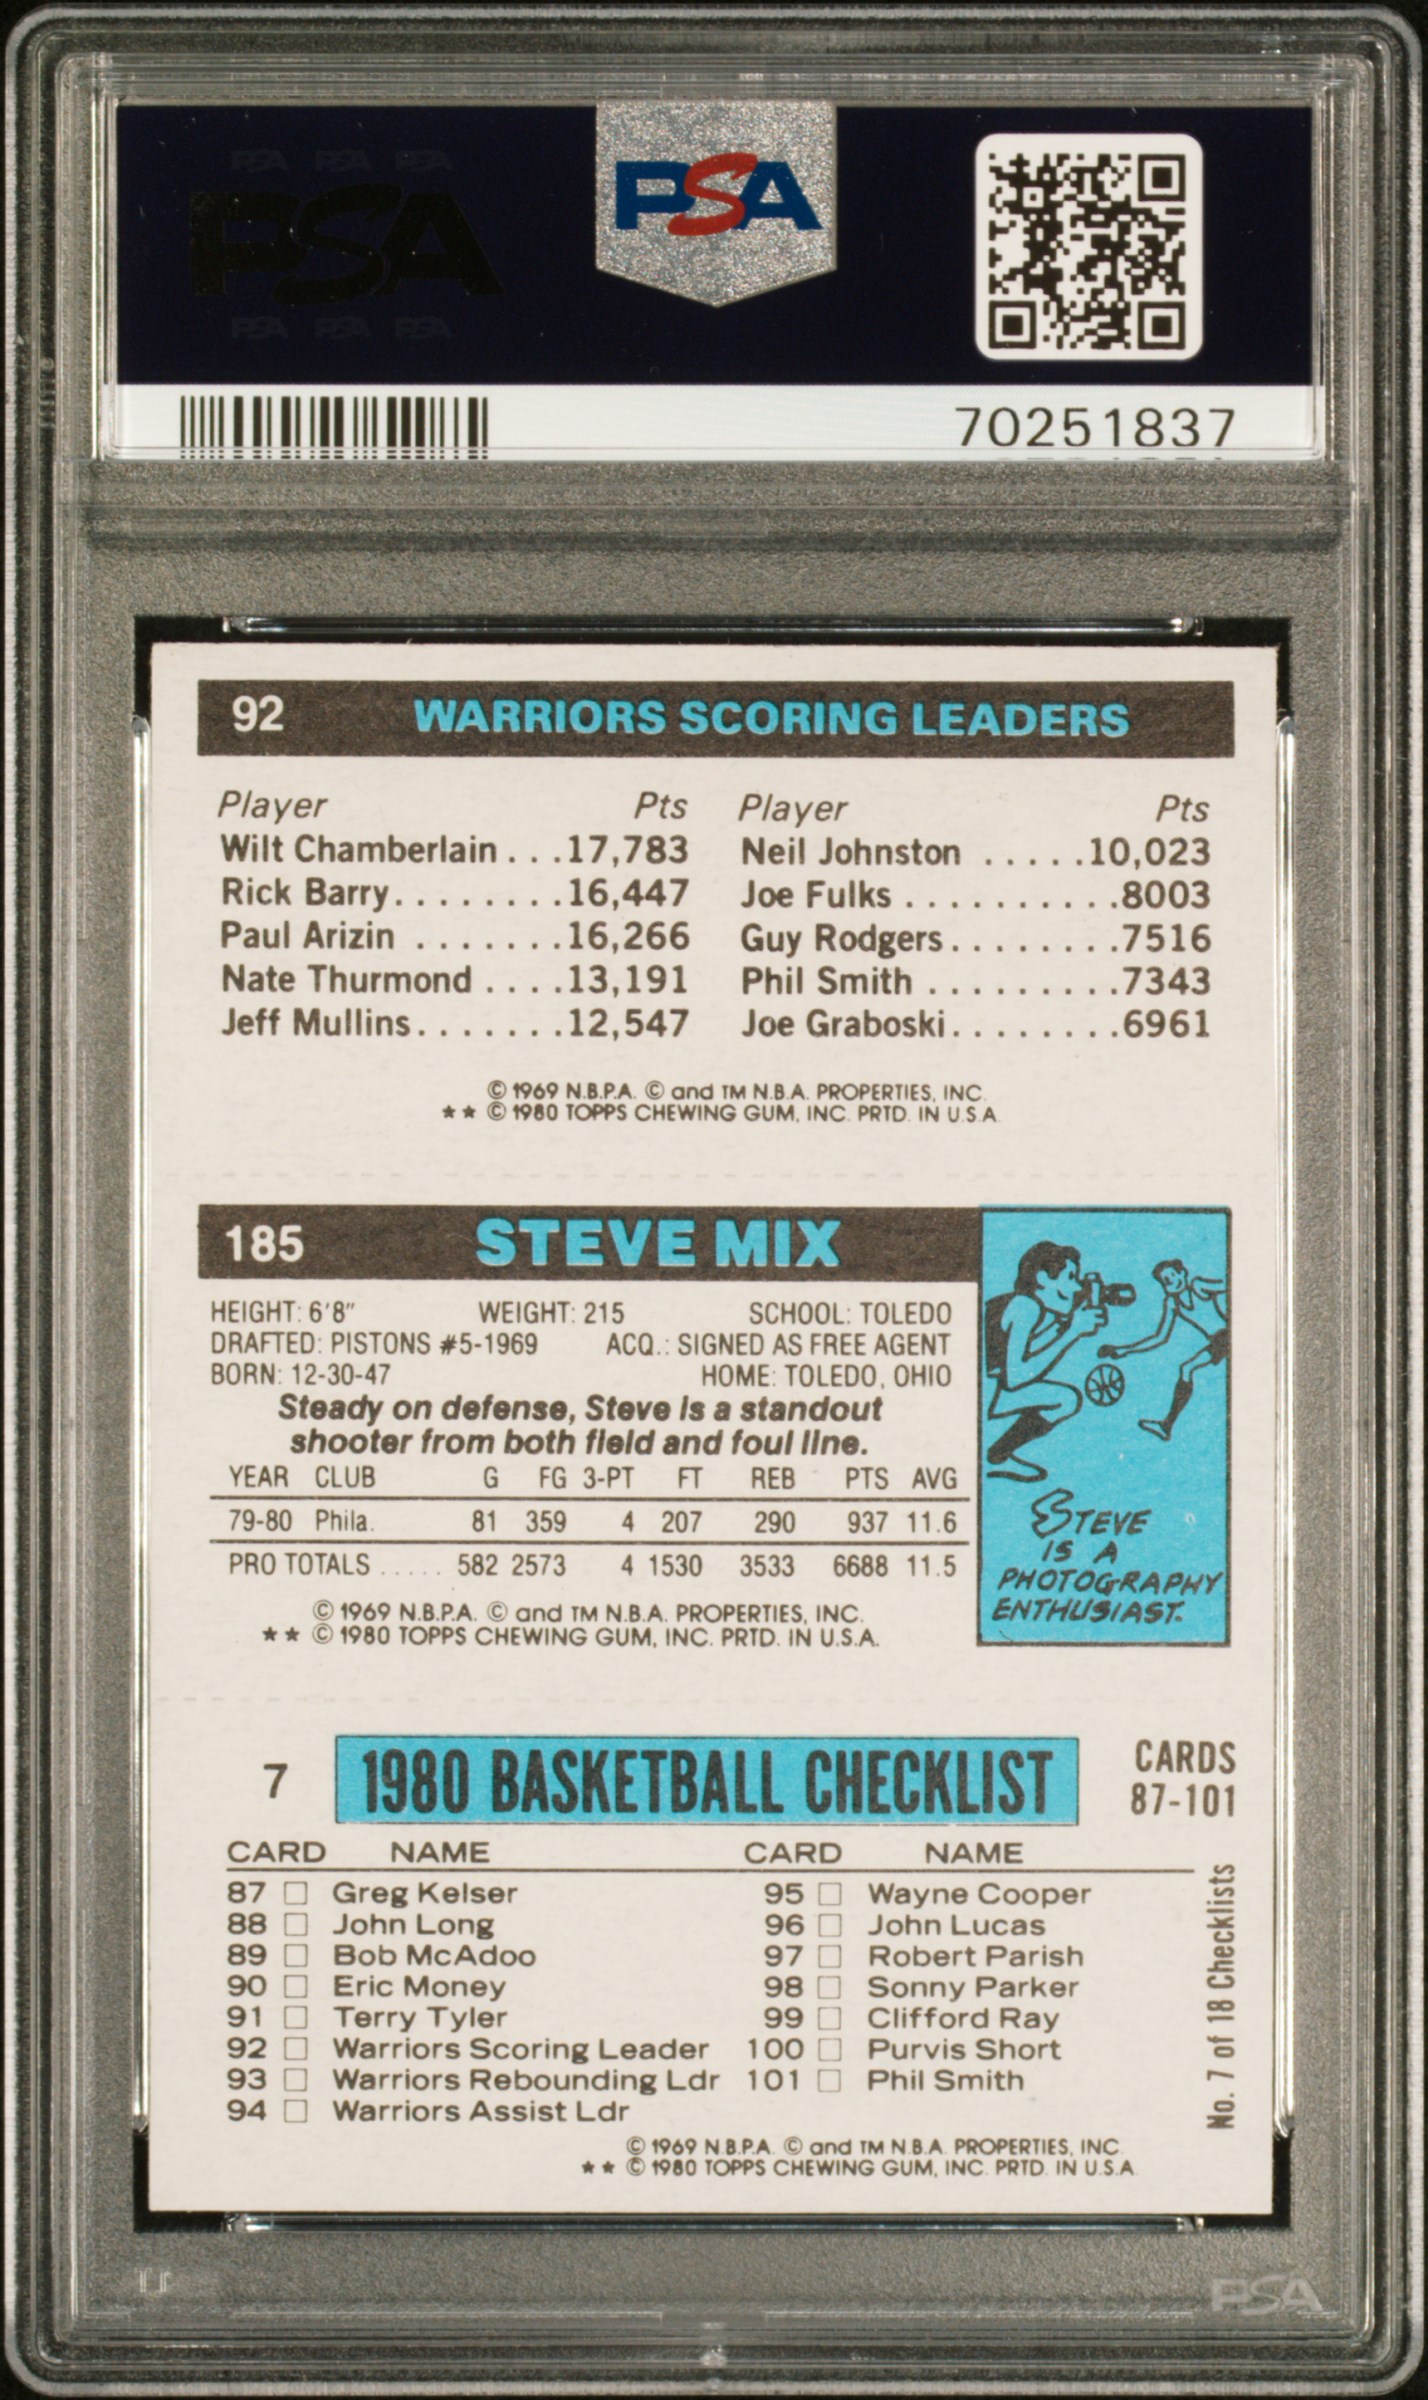 PSA PSA PSA
PSA
PSA PSA PSA
PSA
70251837
92 WARRIORS SCORING LEADERS
Player Pts Player Pts
Wilt Chamberlain . . .17,783 Neil Johnston . . . . .10,023
Rick Barry. . . . . . . .16,447 Joe Fulks . . . . . . . . . .8003
Paul Arizin . . . . . . .16,266 Guy Rodgers. . . . . . . .7516
Nate Thurmond . . . .13,191 Phil Smith . . . . . . . . .7343
Jeff Mullins. . . . . . .12,547 Joe Graboski. . . . . . . .6961
© 1969 N.B.P.A. © and TM N.B.A. PROPERTIES, INC.
** © 1980 TOPPS CHEWING GUM, INC. PRTD. IN U.S.A.
185 STEVE MIX
HEIGHT: 6'8" WEIGHT: 215 SCHOOL: TOLEDO
DRAFTED: PISTONS #5-1969 ACQ.: SIGNED AS FREE AGENT
BORN: 12-30-47 HOME: TOLEDO, OHIO
Steady on defense, Steve is a standout
shooter from both field and foul line.
YEAR CLUB G FG 3-PT FT REB PTS AVG
79-80 Phila. 81 359 4 207 290 937 11.6
PRO TOTALS . . . . . 582 2573 4 1530 3533 6688 11.5
© 1969 N.B.P.A. © and TM N.B.A. PROPERTIES, INC.
** © 1980 TOPPS CHEWING GUM, INC. PRTD. IN U.S.A.
STEVE
IS A
PHOTOGRAPHY
ENTHUSIAST.
7 1980 BASKETBALL CHECKLIST CARDS
87-101
CARD NAME CARD NAME
87 □ Greg Kelser 95 □ Wayne Cooper
88 □ John Long 96 □ John Lucas
89 □ Bob McAdoo 97 □ Robert Parish
90 □ Eric Money 98 □ Sonny Parker
91 □ Terry Tyler 99 □ Clifford Ray
92 □ Warriors Scoring Leader 100 □ Purvis Short
93 □ Warriors Rebounding Ldr 101 □ Phil Smith
94 □ Warriors Assist Ldr
No. 7 of 18 Checklists
© 1969 N.B.P.A. © and TM N.B.A. PROPERTIES, INC.
** © 1980 TOPPS CHEWING GUM, INC. PRTD. IN U.S.A.
PSA